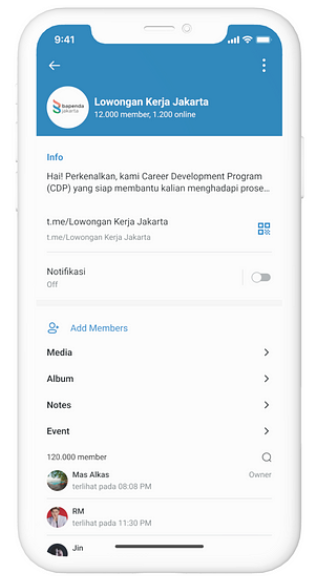 9:41
bapenda
jakarta
Lowongan Kerja Jakarta
12.000 member, 1.200 online
Info
Hai! Perkenalkan, kami Career Development Program
(CDP) yang siap membantu kalian menghadapi prose...
t.me/Lowongan Kerja Jakarta
t.me/Lowongan Kerja Jakarta
Notifikasi
Off
Add Members
Media
Album
Notes
Event
120.000 member
Mas Alkas Owner
terlihat pada 08:08 PM
RM
terlihat pada 11:30 PM
Jin